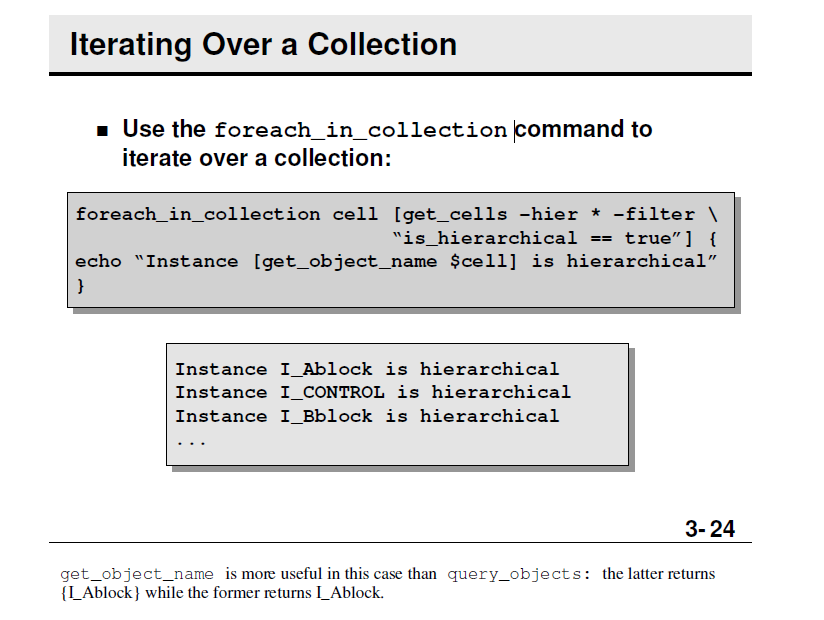 Iterating Over a Collection
■ Use the foreach_in_collection command to
iterate over a collection:
foreach_in_collection cell [get_cells –hier * –filter \
“is_hierarchical == true”] {
echo “Instance [get_object_name $cell] is hierarchical”
}
Instance I_Ablock is hierarchical
Instance I_CONTROL is hierarchical
Instance I_Bblock is hierarchical
...
3- 24
get_object_name is more useful in this case than query_objects: the latter returns
{I_Ablock} while the former returns I_Ablock.